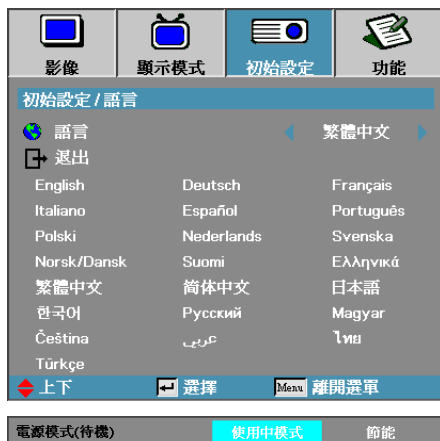 影像 顯示模式 初始設定 功能
初始設定 / 語言
語言 繁體中文
退出
English Deutsch Français
Italiano Español Português
Polski Nederlands Svenska
Norsk/Dansk Suomi Ελληνικά
繁體中文 简体中文 日本語
한국어 Русский Magyar
Čeština عربي ไทย
Türkçe
上下 選擇 Menu 離開選單
電源模式(待機) 使用中模式 節能